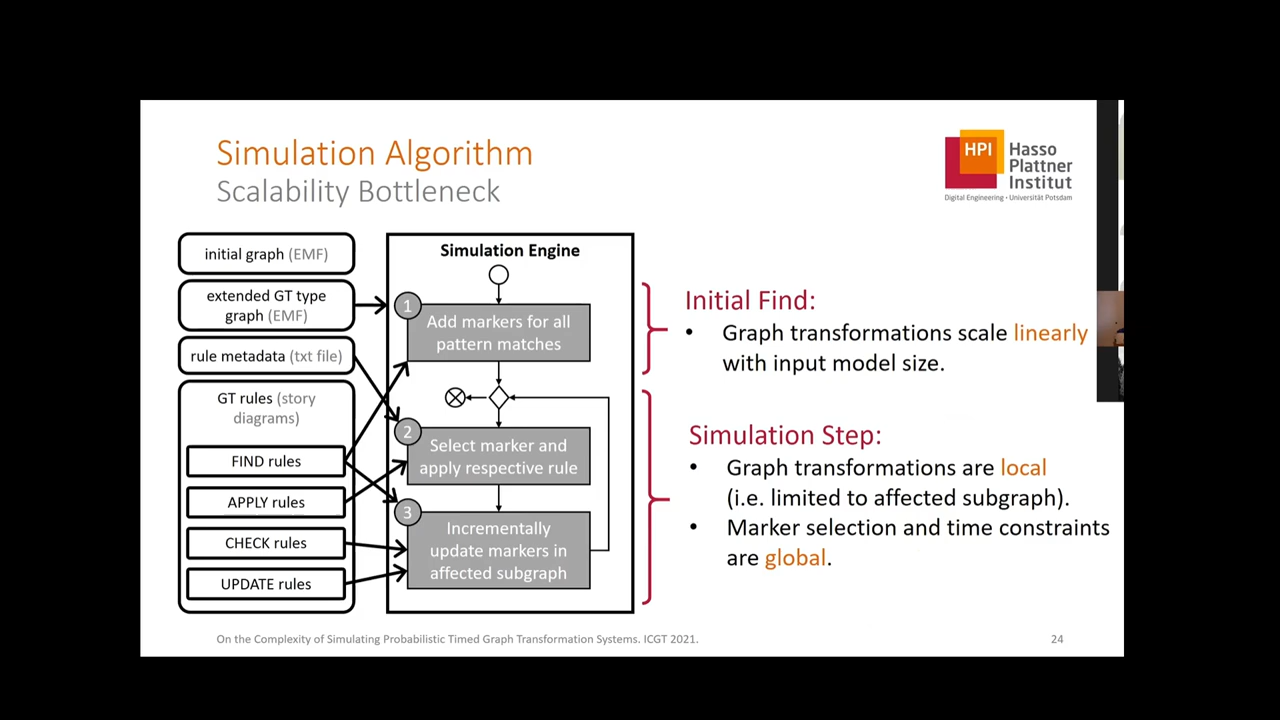 Simulation Algorithm
Scalability Bottleneck
HPI
Hasso
Plattner
Institut
Digital Engineering • Universität Potsdam
initial graph (EMF)
extended GT type
graph (EMF)
rule metadata (txt file)
GT rules (story
diagrams)
FIND rules
APPLY rules
CHECK rules
UPDATE rules
Simulation Engine
1
Add markers for all
pattern matches
2
Select marker and
apply respective rule
3
Incrementally
update markers in
affected subgraph
Initial Find:
• Graph transformations scale linearly
with input model size.
Simulation Step:
• Graph transformations are local
(i.e. limited to affected subgraph).
• Marker selection and time constraints
are global.
On the Complexity of Simulating Probabilistic Timed Graph Transformation Systems. ICGT 2021.
24